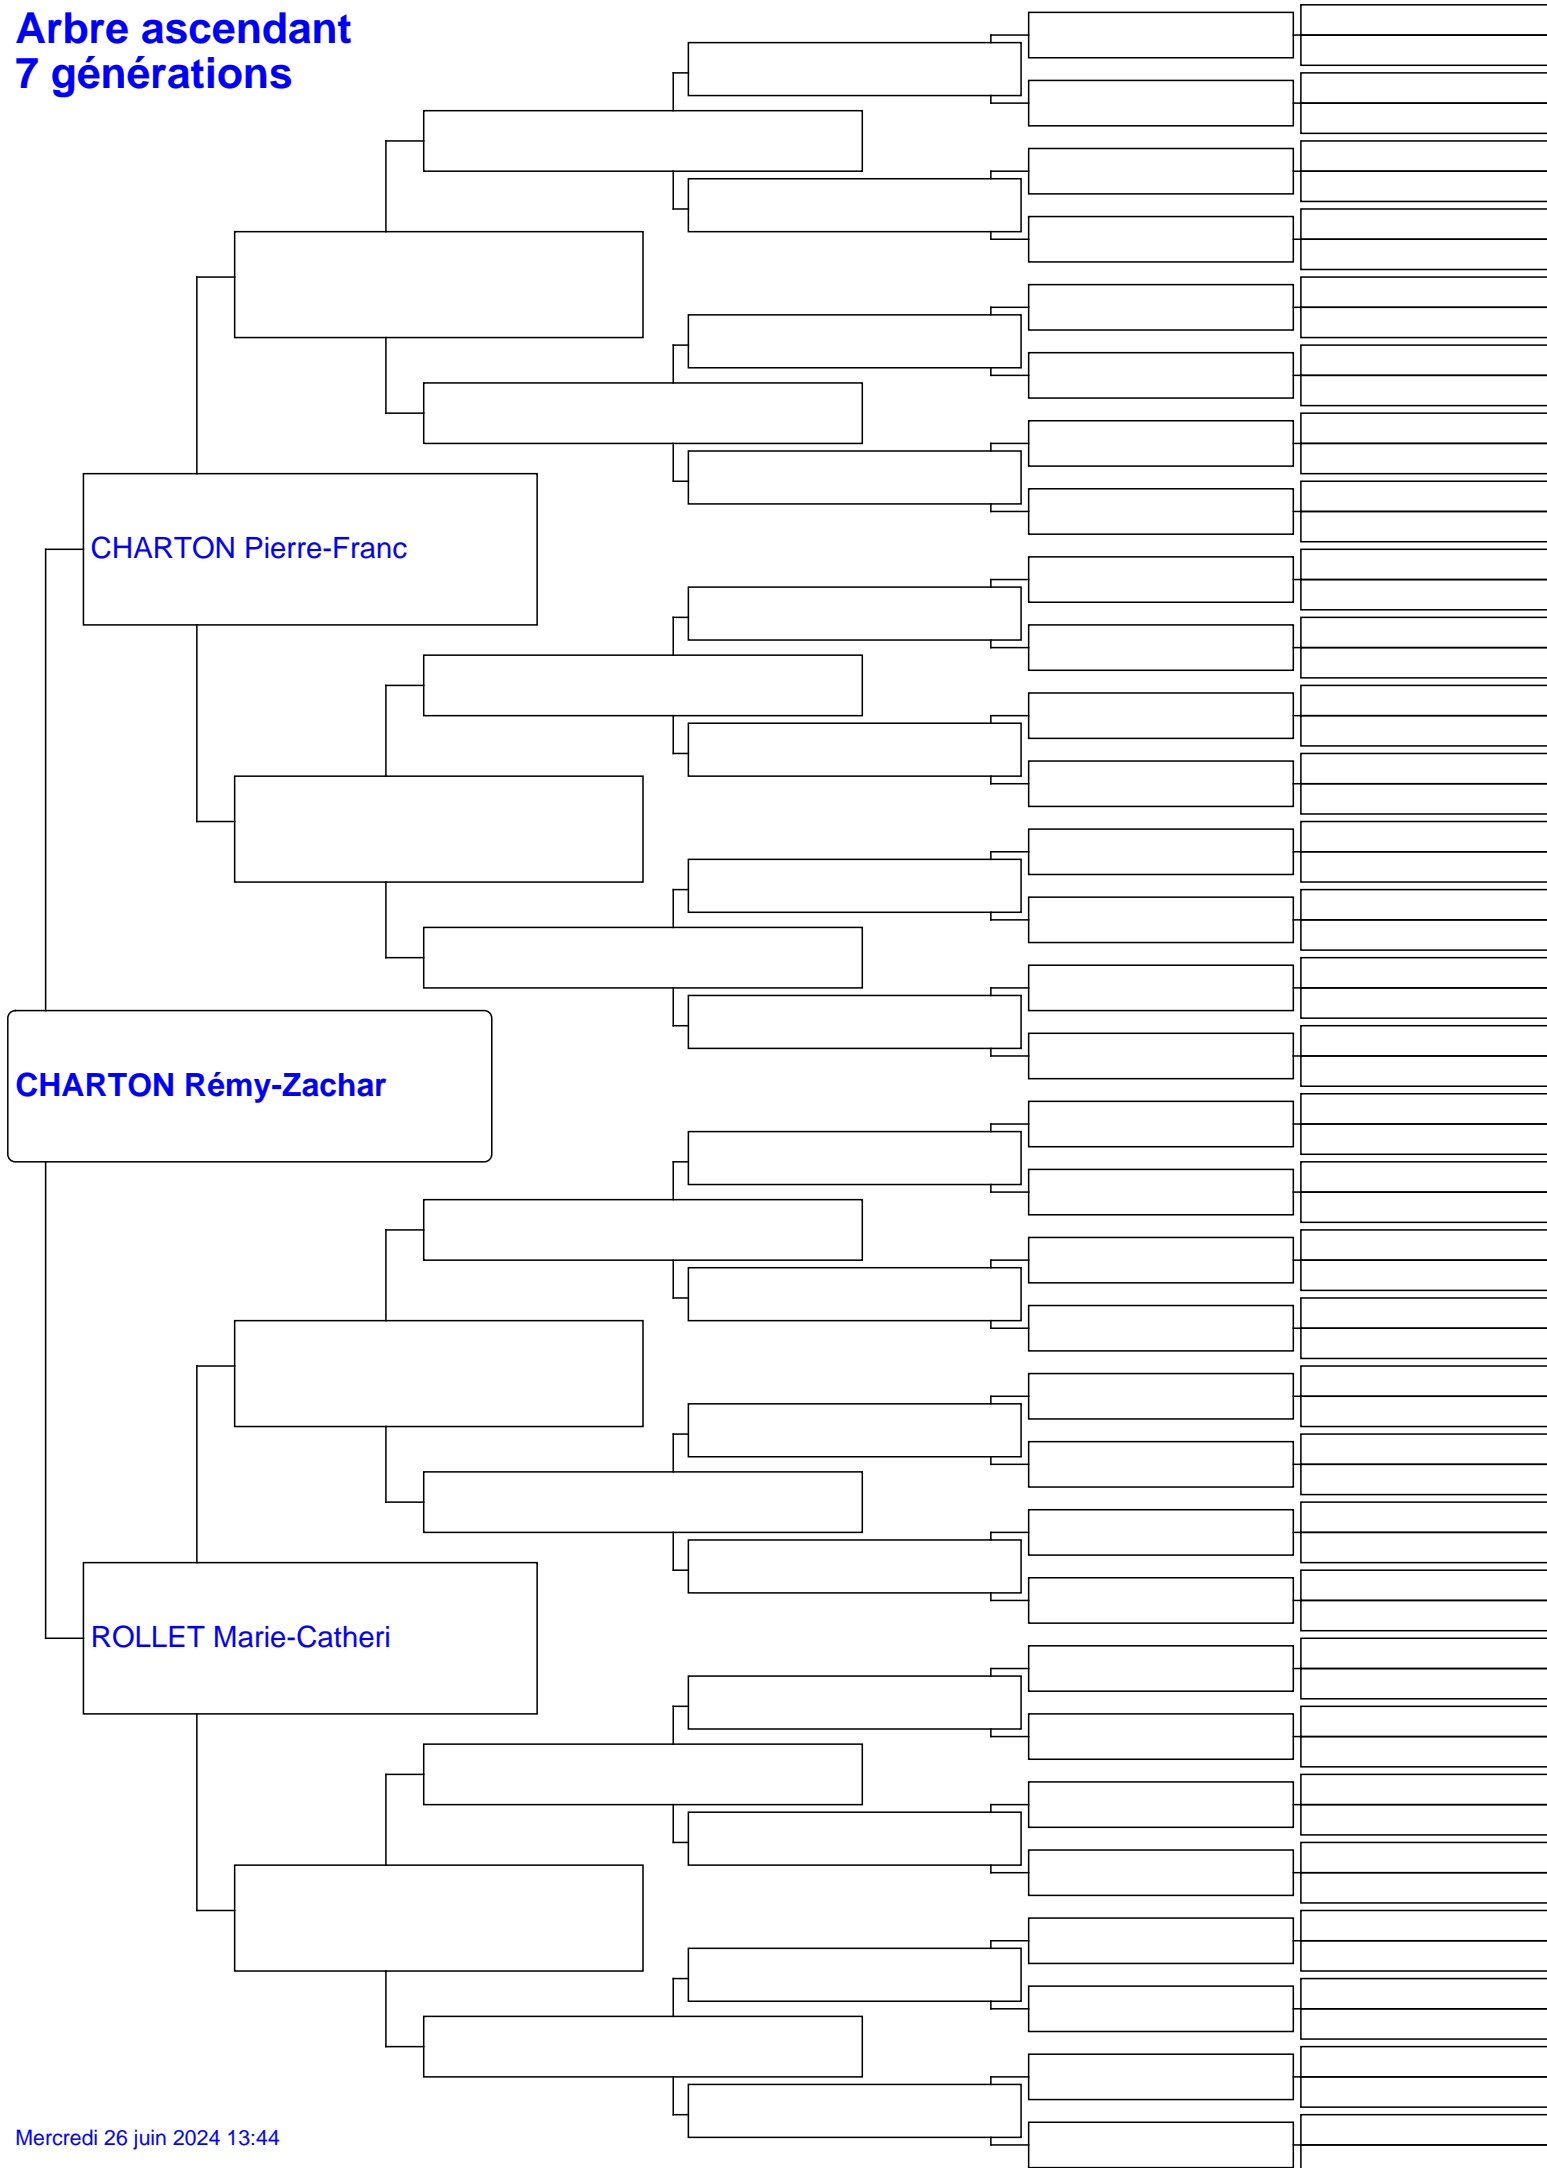 Arbre ascendant
7 générations
CHARTON Pierre-Franc
CHARTON Rémy-Zachar
ROLLET Marie-Catheri
Mercredi 26 juin 2024 13:44